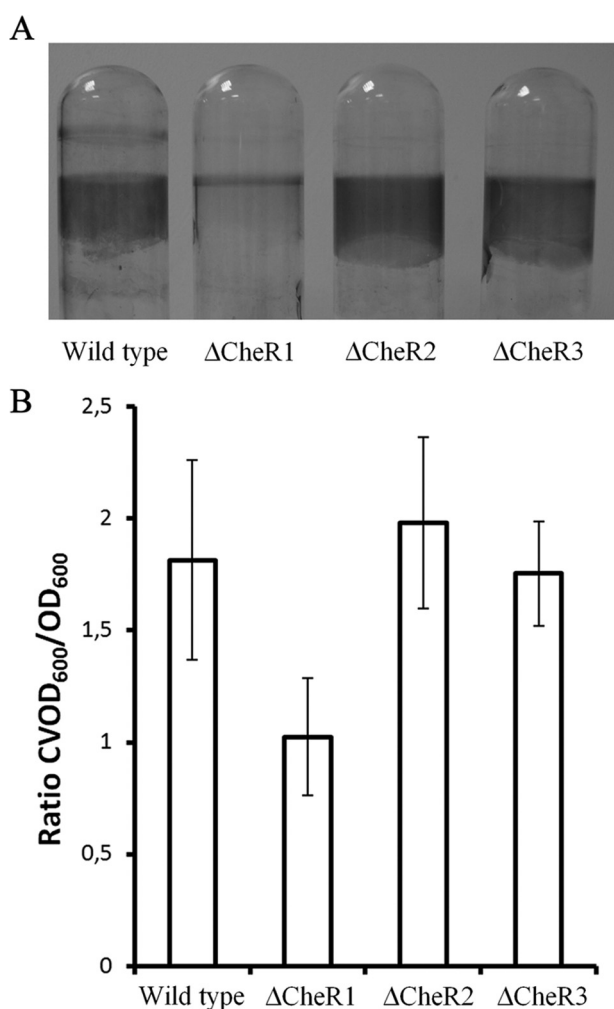 A
Wild type ΔCheR1 ΔCheR2 ΔCheR3
B
Ratio CVOD600/OD600
2,5
2
1,5
1
0,5
0
Wild type ΔCheR1 ΔCheR2 ΔCheR3